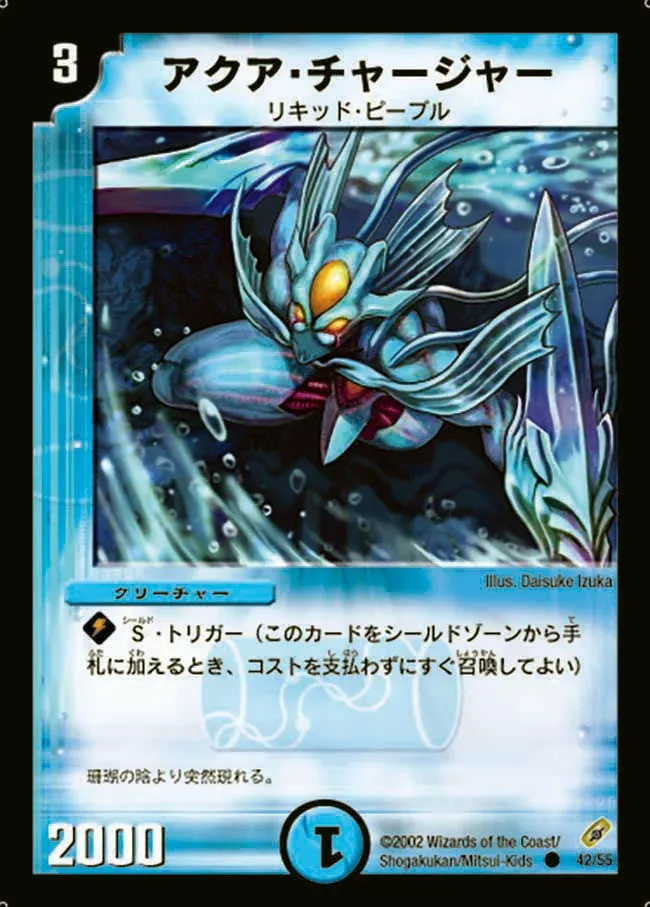 3
アクア・チャージャー
リキッド・ピープル
Illus. Daisuke Izuka
クリーチャー
S・トリガー(このカードをシールドゾーンから手
札に加えるとき、コストを支払わずにすぐ召喚してよい)
珊瑚の陰より突然現れる。
2000
1
©2002 Wizards of the Coast/
Shogakukan/Mitsui-Kids
42/55